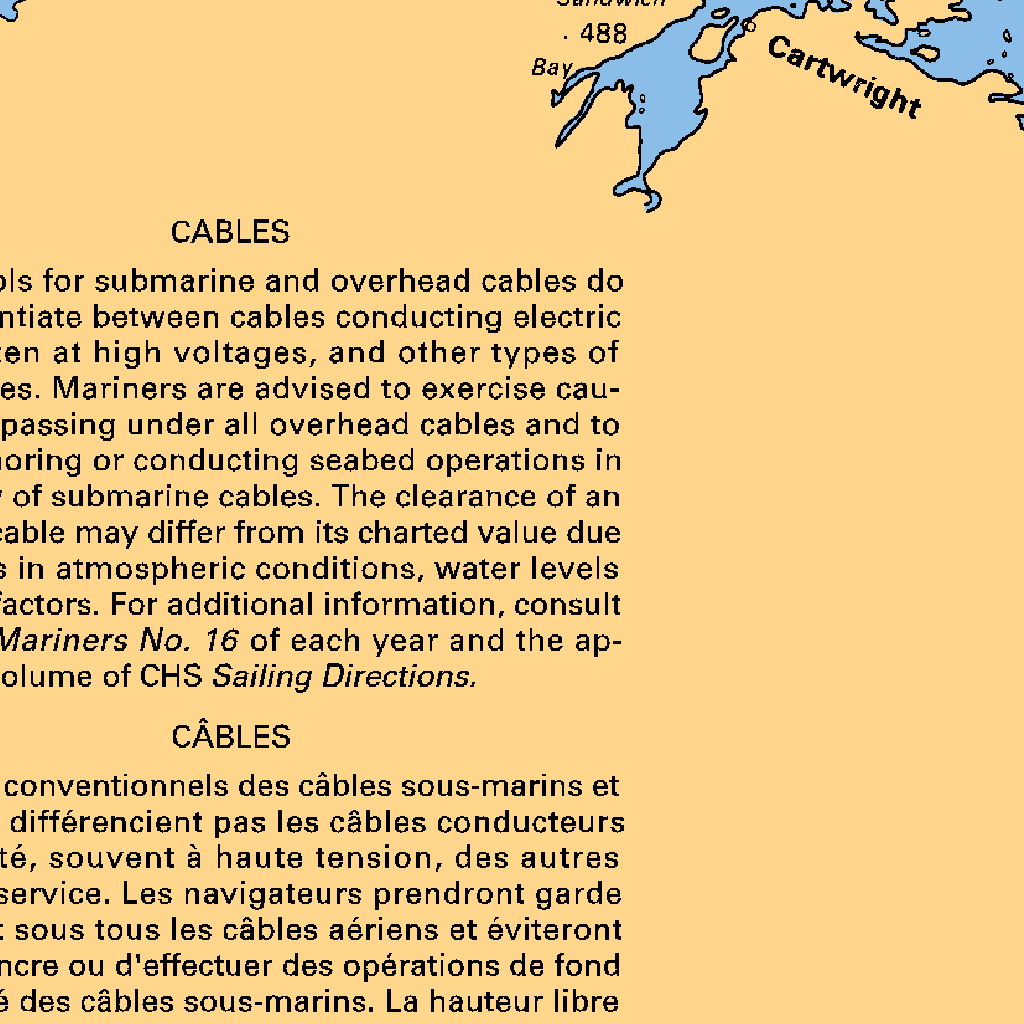 Sandwich
. 488
Bay
Cartwright
CABLES
ols for submarine and overhead cables do
ntiate between cables conducting electric
en at high voltages, and other types of
es. Mariners are advised to exercise cau-
passing under all overhead cables and to
horing or conducting seabed operations in
of submarine cables. The clearance of an
cable may differ from its charted value due
s in atmospheric conditions, water levels
factors. For additional information, consult
Mariners No. 16 of each year and the ap-
olume of CHS Sailing Directions.
CÂBLES
conventionnels des câbles sous-marins et
différencient pas les câbles conducteurs
té, souvent à haute tension, des autres
service. Les navigateurs prendront garde
t sous tous les câbles aériens et éviteront
ncre ou d'effectuer des opérations de fond
é des câbles sous-marins. La hauteur libre